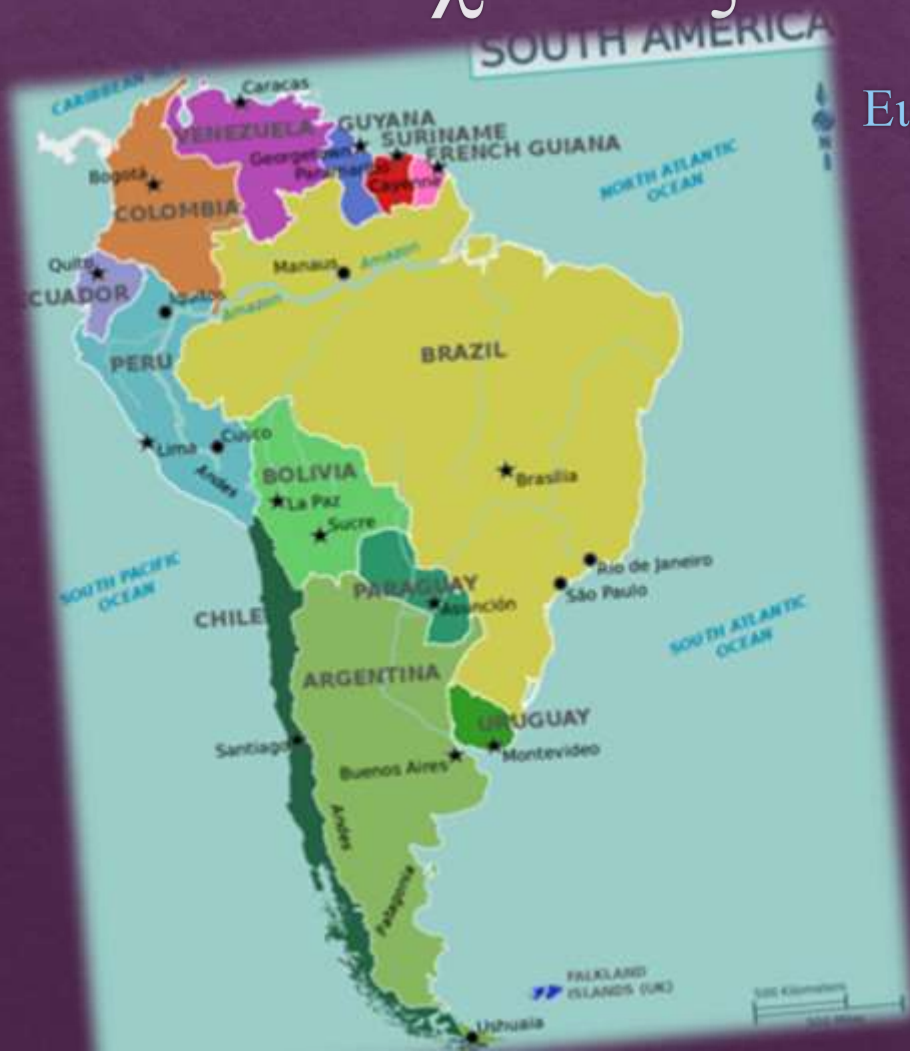 SOUTH AMERICA
CARIBBEAN
Eu
Caracas
VENEZUELA
GUYANA
SURINAME
FRENCH GUIANA
Georgetown
Paramaribo
Cayenne
NORTH ATLANTIC
OCEAN
Bogotá
COLOMBIA
Quito
ECUADOR
Manaus
Amazon
Amazon
Iquitos
PERU
BRAZIL
Lima
Cusco
Andes
BOLIVIA
La Paz
Sucre
Brasília
SOUTH PACIFIC
OCEAN
Rio de Janeiro
São Paulo
PARAGUAY
Asunción
CHILE
SOUTH ATLANTIC
OCEAN
ARGENTINA
URUGUAY
Santiago
Buenos Aires
Montevideo
Andes
Patagonia
FALKLAND
ISLANDS (UK)
500 Kilometers
Ushuaia